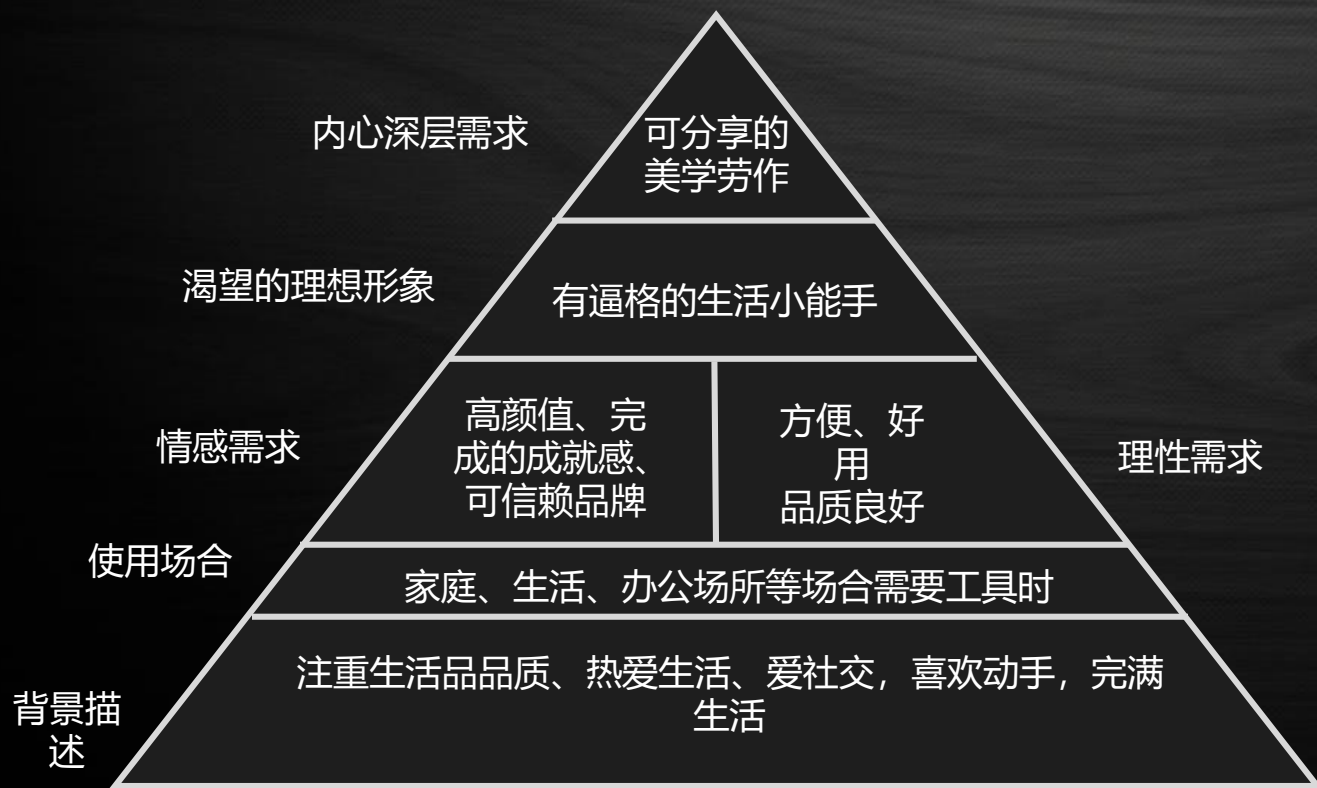 内心深层需求
可分享的
美学劳作
渴望的理想形象
有逼格的生活小能手
情感需求
高颜值、完
成的成就感、
可信赖品牌
方便、好
用
品质良好
理性需求
使用场合
家庭、生活、办公场所等场合需要工具时
背景描
述
注重生活品品质、热爱生活、爱社交，喜欢动手，完满
生活